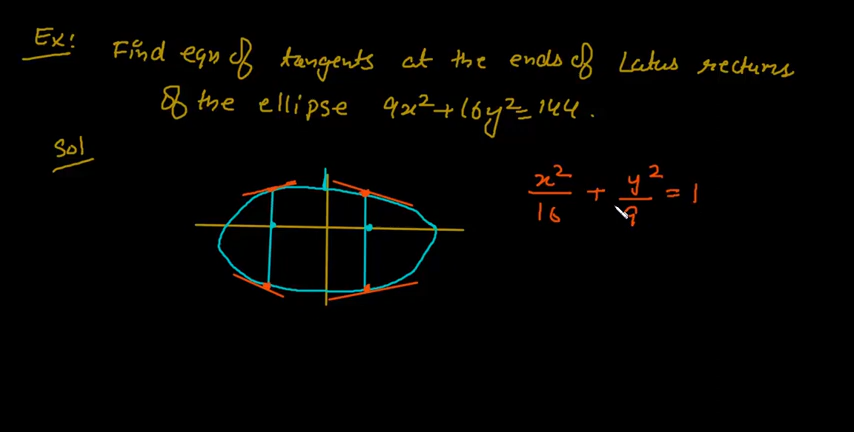 Ex: Find eqn of tangents at the ends of Latus rectums
of the ellipse 9x²+16y²=144.
Sol
x²/16 + y²/9 = 1